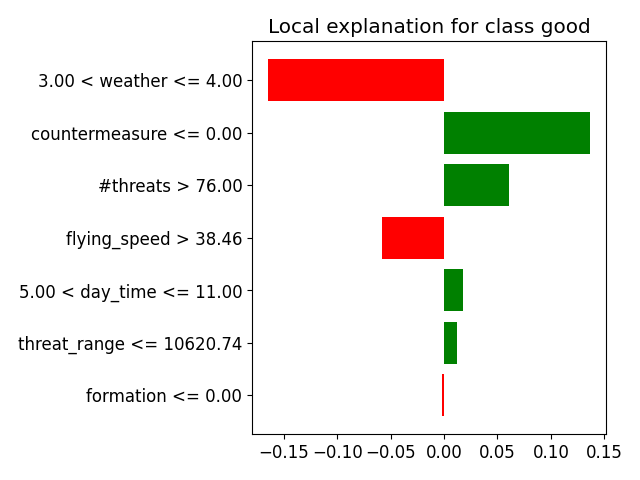 Local explanation for class good
3.00 < weather <= 4.00
countermeasure <= 0.00
#threats > 76.00
flying_speed > 38.46
5.00 < day_time <= 11.00
threat_range <= 10620.74
formation <= 0.00
−0.15 −0.10 −0.05 0.00 0.05 0.10 0.15